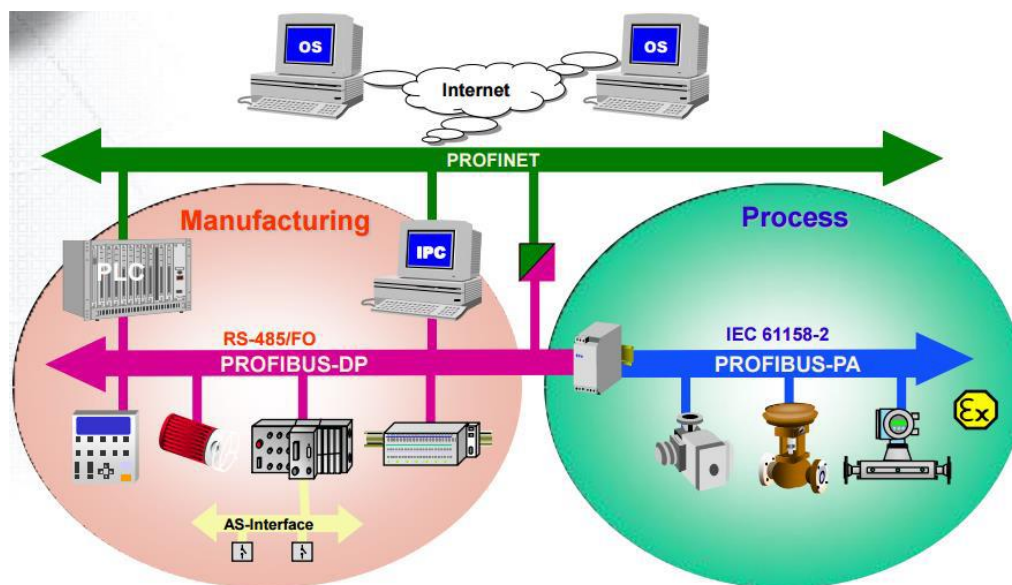 OS
OS
Internet
PROFINET
Manufacturing
Process
PLC
IPC
RS-485/FO
IEC 61158-2
PROFIBUS-DP
PROFIBUS-PA
Ex
AS-Interface